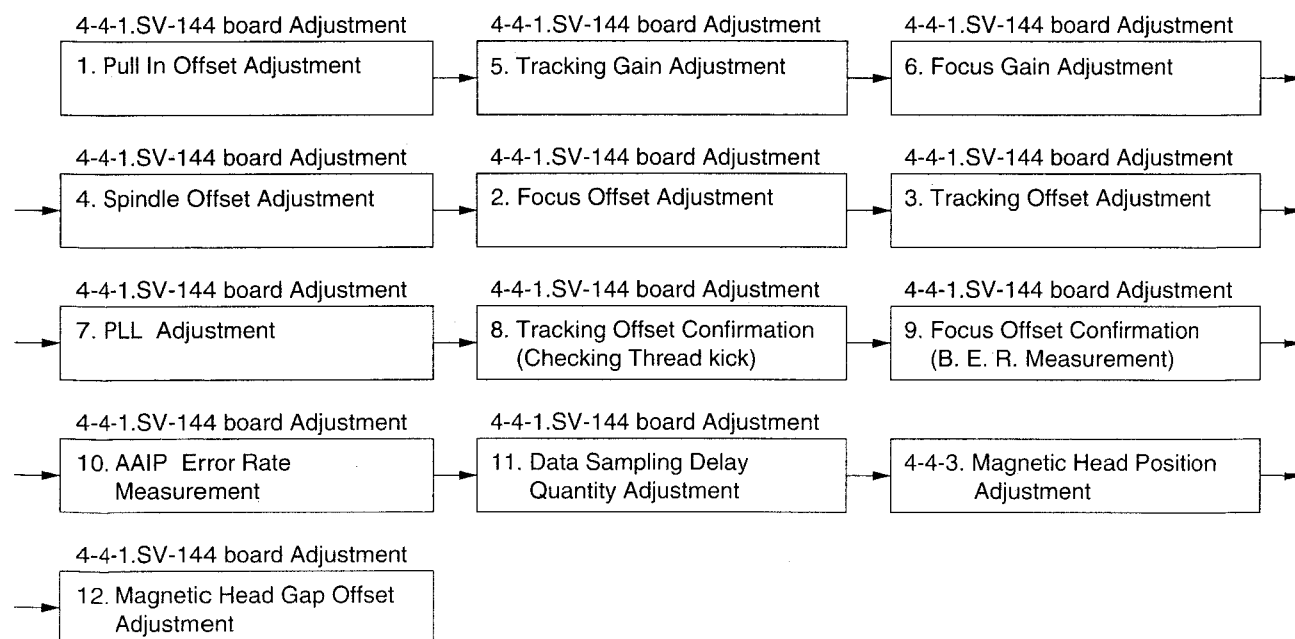 4-4-1.SV-144 board Adjustment
1. Pull In Offset Adjustment
4-4-1.SV-144 board Adjustment
5. Tracking Gain Adjustment
4-4-1.SV-144 board Adjustment
6. Focus Gain Adjustment
4-4-1.SV-144 board Adjustment
4. Spindle Offset Adjustment
4-4-1.SV-144 board Adjustment
2. Focus Offset Adjustment
4-4-1.SV-144 board Adjustment
3. Tracking Offset Adjustment
4-4-1.SV-144 board Adjustment
7. PLL Adjustment
4-4-1.SV-144 board Adjustment
8. Tracking Offset Confirmation
(Checking Thread kick)
4-4-1.SV-144 board Adjustment
9. Focus Offset Confirmation
(B. E. R. Measurement)
4-4-1.SV-144 board Adjustment
10. AAIP Error Rate
Measurement
4-4-1.SV-144 board Adjustment
11. Data Sampling Delay
Quantity Adjustment
4-4-3. Magnetic Head Position
Adjustment
4-4-1.SV-144 board Adjustment
12. Magnetic Head Gap Offset
Adjustment